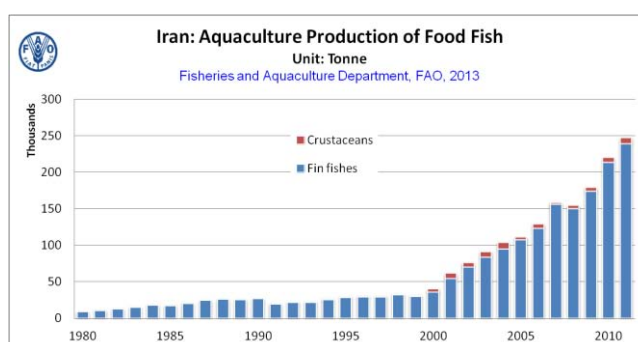 Iran: Aquaculture Production of Food Fish
Unit: Tonne
Fisheries and Aquaculture Department, FAO, 2013
Thousands
300
250
200
150
100
50
0
Crustaceans
Fin fishes
1980 1985 1990 1995 2000 2005 2010